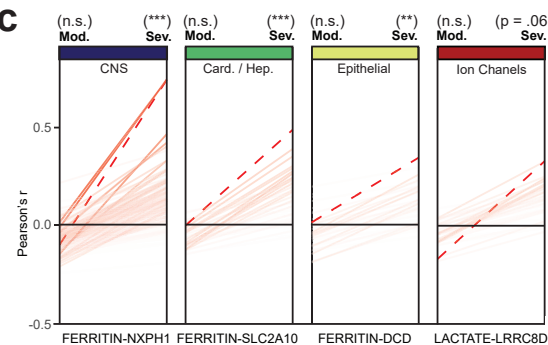 C
(n.s.) (***) (n.s.) (***) (n.s.) (**) (n.s.) (p = .06
Mod. Sev. Mod. Sev. Mod. Sev. Mod. Sev.
CNS Card. / Hep. Epithelial Ion Chanels
0.5
0.0
-0.5
Pearson's r
FERRITIN-NXPH1 FERRITIN-SLC2A10 FERRITIN-DCD LACTATE-LRRC8D